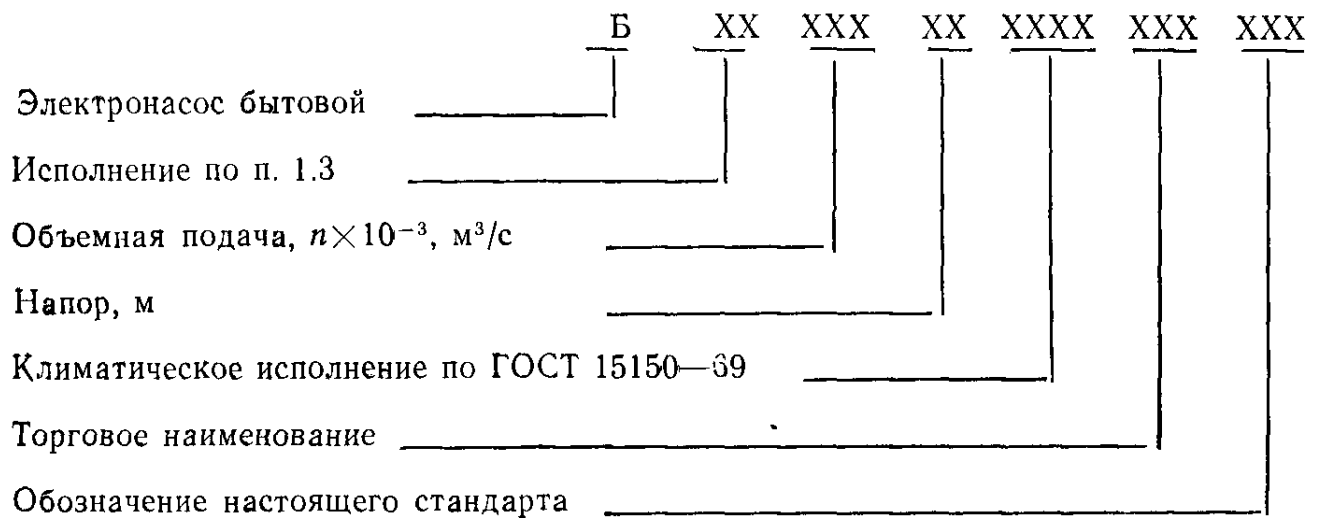 Б XX XXX XX XXXX XXX XXX
Электронасос бытовой
Исполнение по п. 1.3
Объемная подача, n×10⁻³, м³/с
Напор, м
Климатическое исполнение по ГОСТ 15150—69
Торговое наименование
Обозначение настоящего стандарта